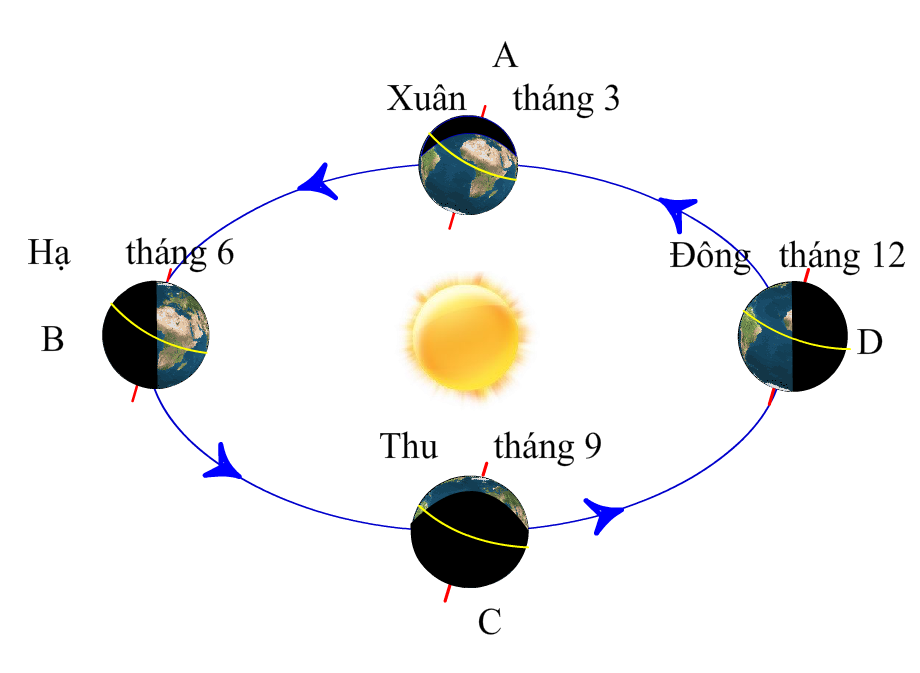 A
Xuân tháng 3
Hạ tháng 6
Đông tháng 12
B
D
Thu tháng 9
C